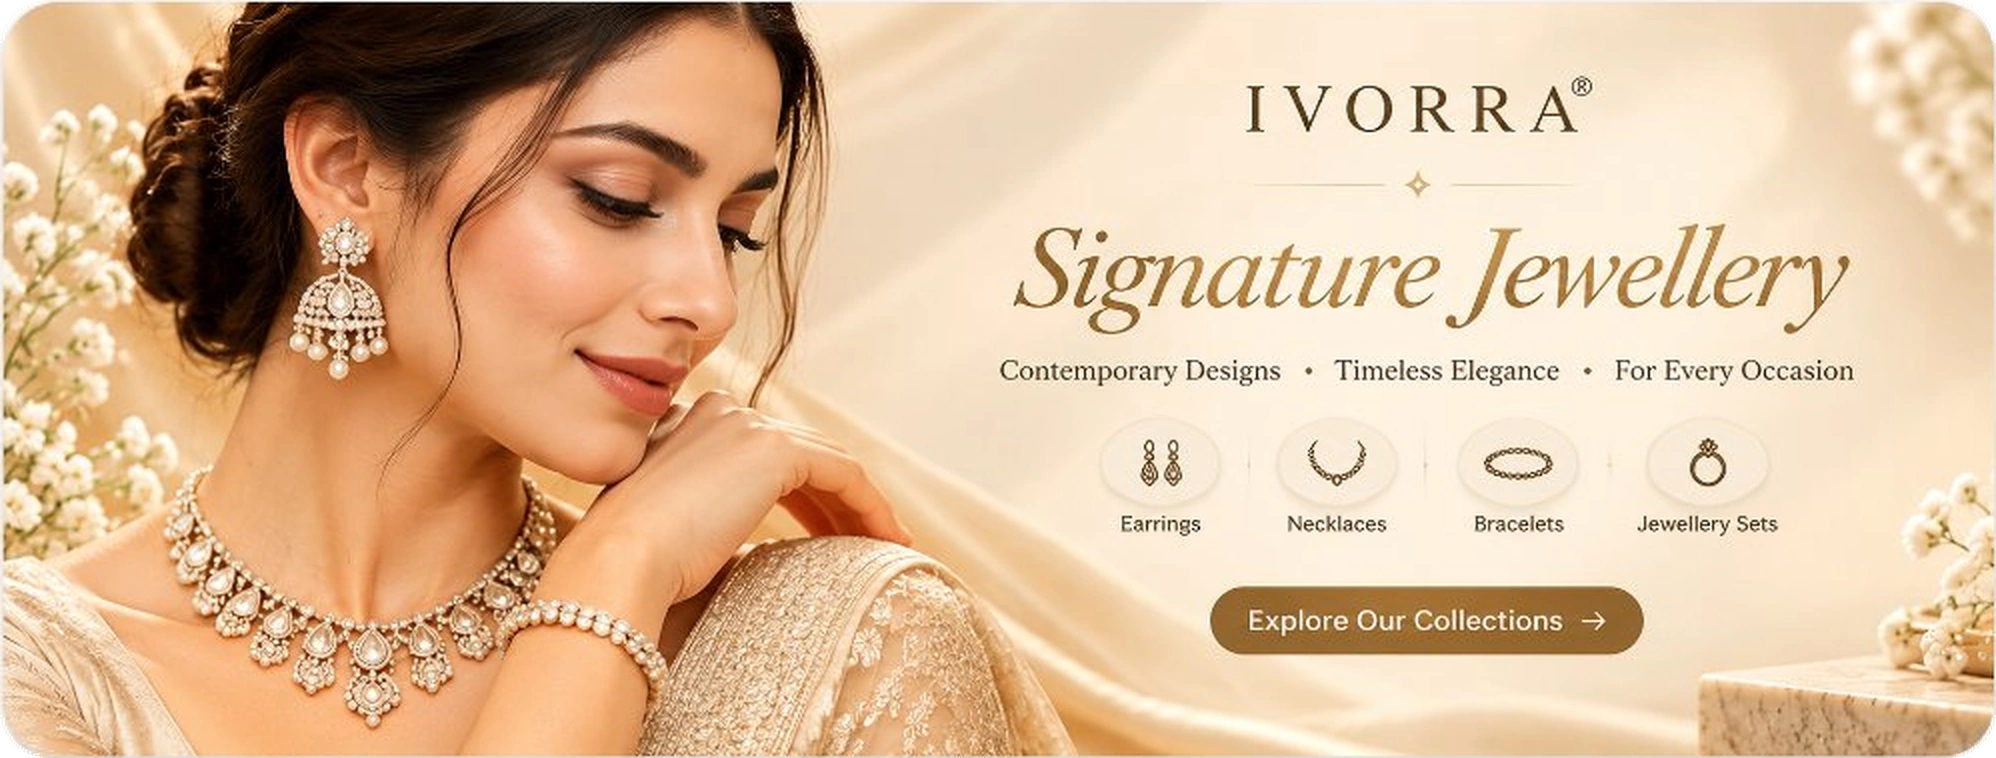 IVORRA®
Signature Jewellery
Contemporary Designs • Timeless Elegance • For Every Occasion
Earrings
Necklaces
Bracelets
Jewellery Sets
Explore Our Collections →